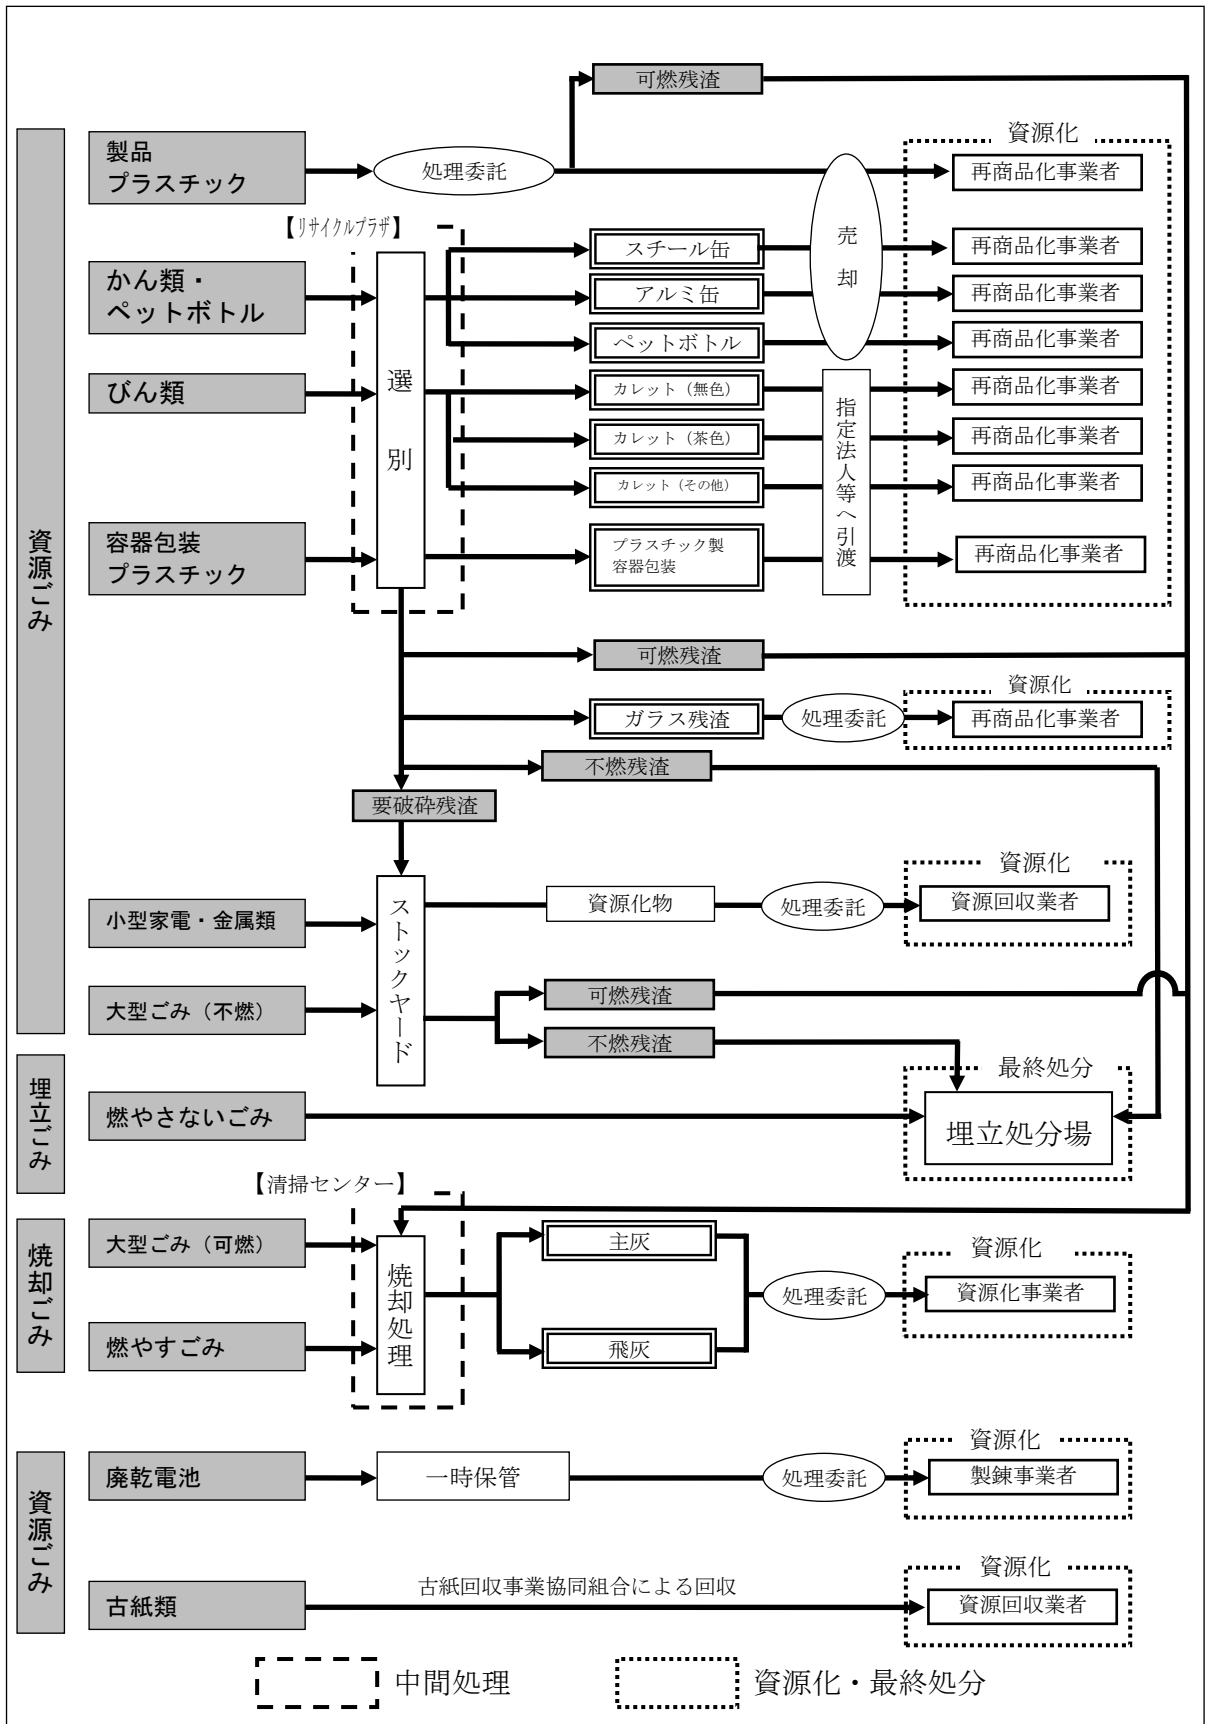 可燃残渣
資源化
資源ごみ
製品
プラスチック
処理委託
売却
再商品化事業者
【リサイクルプラザ】
かん類・
ペットボトル
選別
スチール缶
再商品化事業者
アルミ缶
再商品化事業者
ペットボトル
再商品化事業者
びん類
カレット（無色）
指定法人等へ引渡
再商品化事業者
カレット（茶色）
再商品化事業者
カレット（その他）
再商品化事業者
容器包装
プラスチック
プラスチック製
容器包装
再商品化事業者
可燃残渣
資源化
ガラス残渣
処理委託
再商品化事業者
不燃残渣
要破砕残渣
資源化
小型家電・金属類
ストックヤード
資源化物
処理委託
資源回収業者
大型ごみ（不燃）
可燃残渣
不燃残渣
埋立ごみ
最終処分
燃やさないごみ
埋立処分場
【清掃センター】
焼却ごみ
大型ごみ（可燃）
焼却処理
主灰
資源化
処理委託
資源化事業者
燃やすごみ
飛灰
資源ごみ
資源化
廃乾電池
一時保管
処理委託
製錬事業者
資源化
古紙類
古紙回収事業協同組合による回収
資源回収業者
中間処理
資源化・最終処分